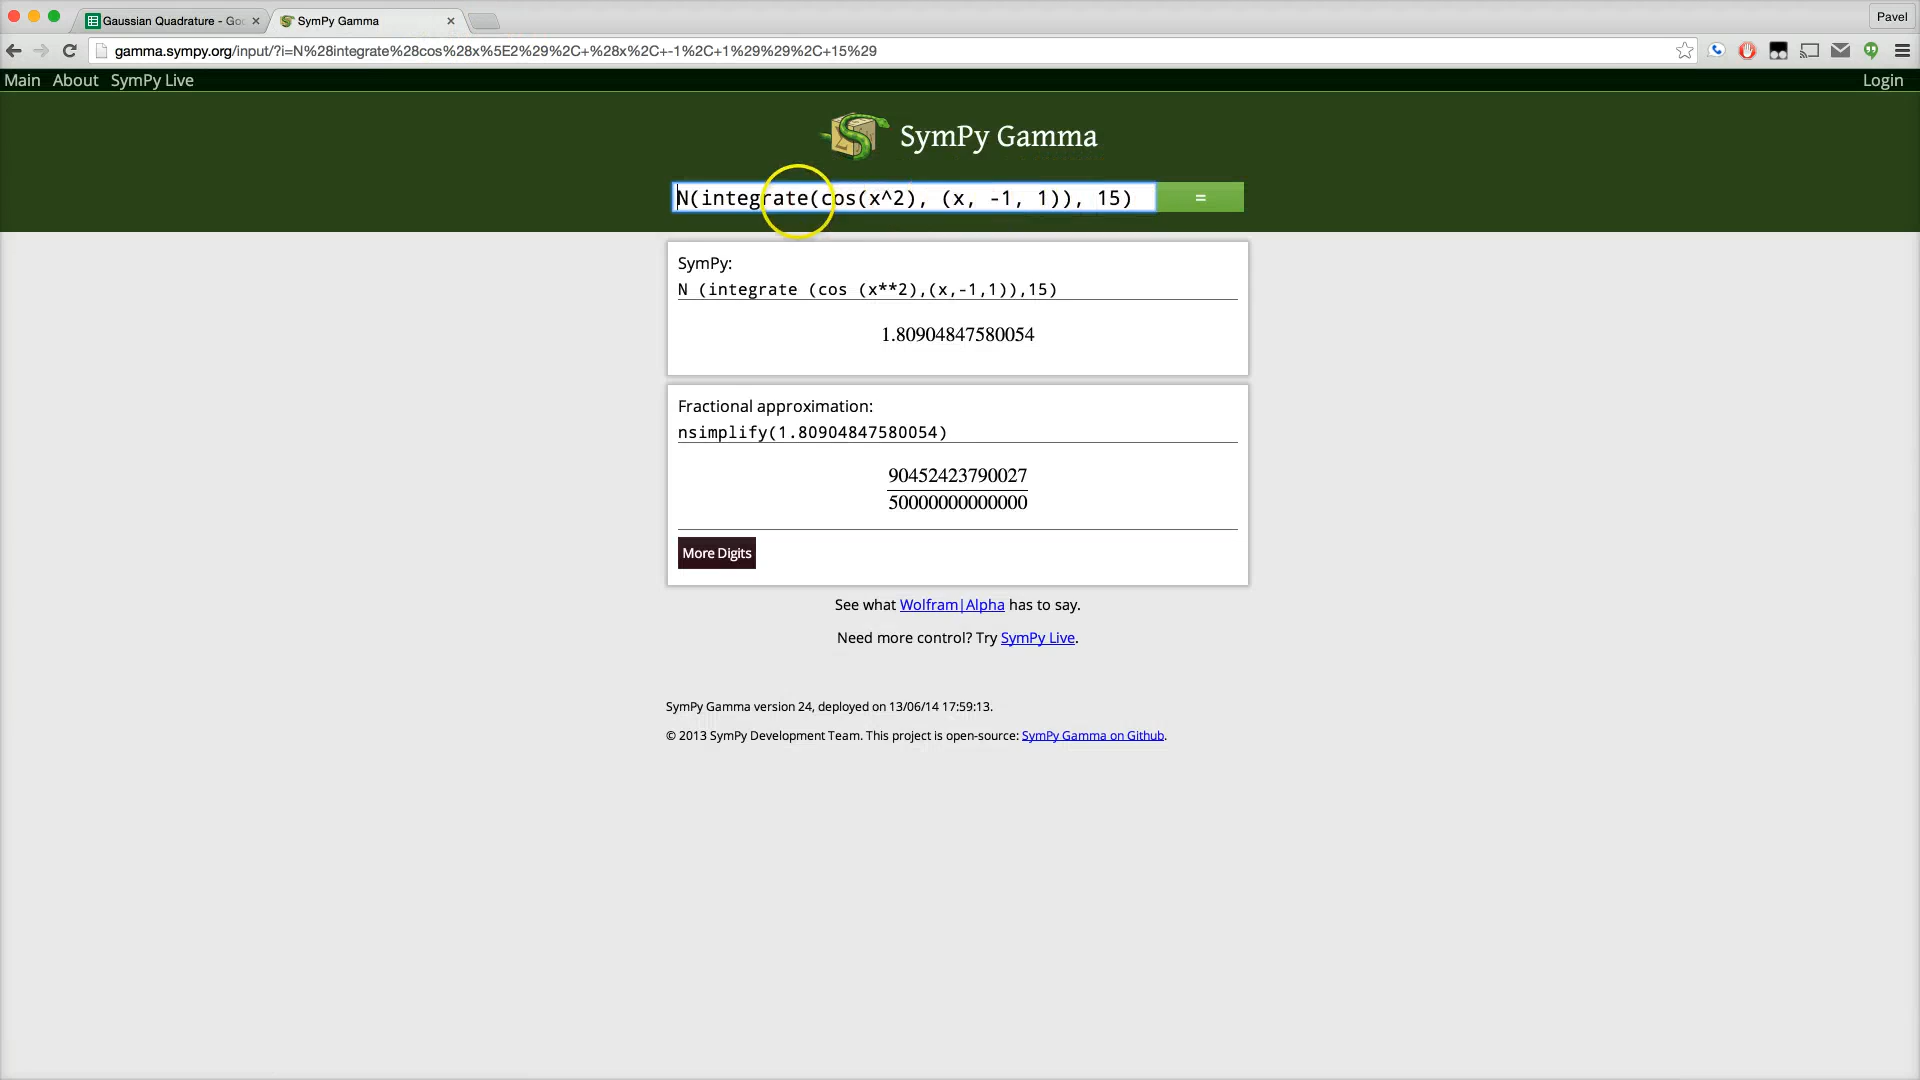 Gaussian Quadrature - Goo
SymPy Gamma
Pavel
gamma.sympy.org/input/?i=N%28integrate%28cos%28x%5E2%29%2C+%28x%2C+-1%2C+1%29%29%2C+15%29
Main About SymPy Live Login
SymPy Gamma
N(integrate(cos(x^2), (x, -1, 1)), 15) =
SymPy:
N (integrate (cos (x**2),(x,-1,1)),15)
1.80904847580054
Fractional approximation:
nsimplify(1.80904847580054)
90452423790027
50000000000000
More Digits
See what Wolfram|Alpha has to say.
Need more control? Try SymPy Live.
SymPy Gamma version 24, deployed on 13/06/14 17:59:13.
© 2013 SymPy Development Team. This project is open-source: SymPy Gamma on Github.